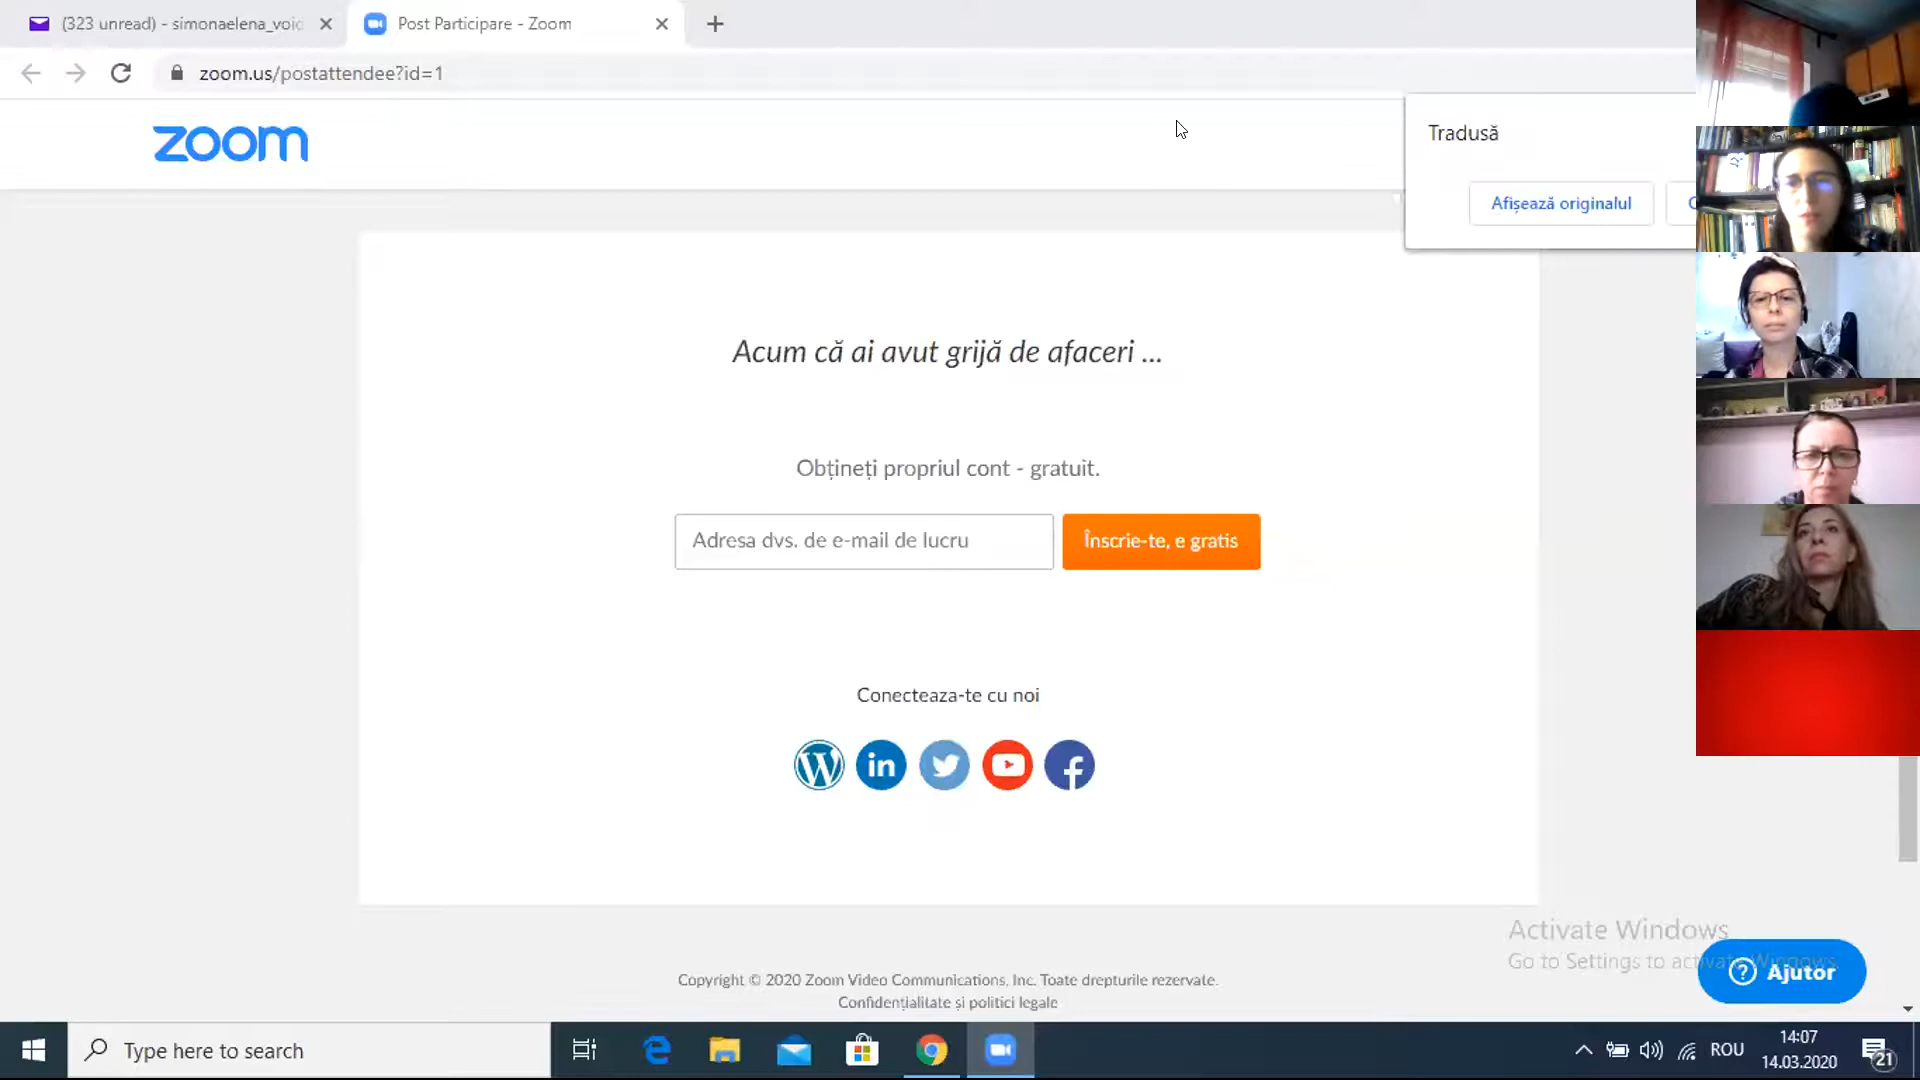 (323 unread) - simonaelena_voic
Post Participare - Zoom
zoom.us/postattendee?id=1
zoom
Tradusă
Afișează originalul
Acum că ai avut grijă de afaceri ...
Obțineți propriul cont - gratuit.
Adresa dvs. de e-mail de lucru
Înscrie-te, e gratis
Conecteaza-te cu noi
Activate Windows
Go to Settings to activate Windows.
Ajutor
Copyright © 2020 Zoom Video Communications, Inc. Toate drepturile rezervate.
Confidențialitate și politici legale
Type here to search
ROU
14:07
14.03.2020
21